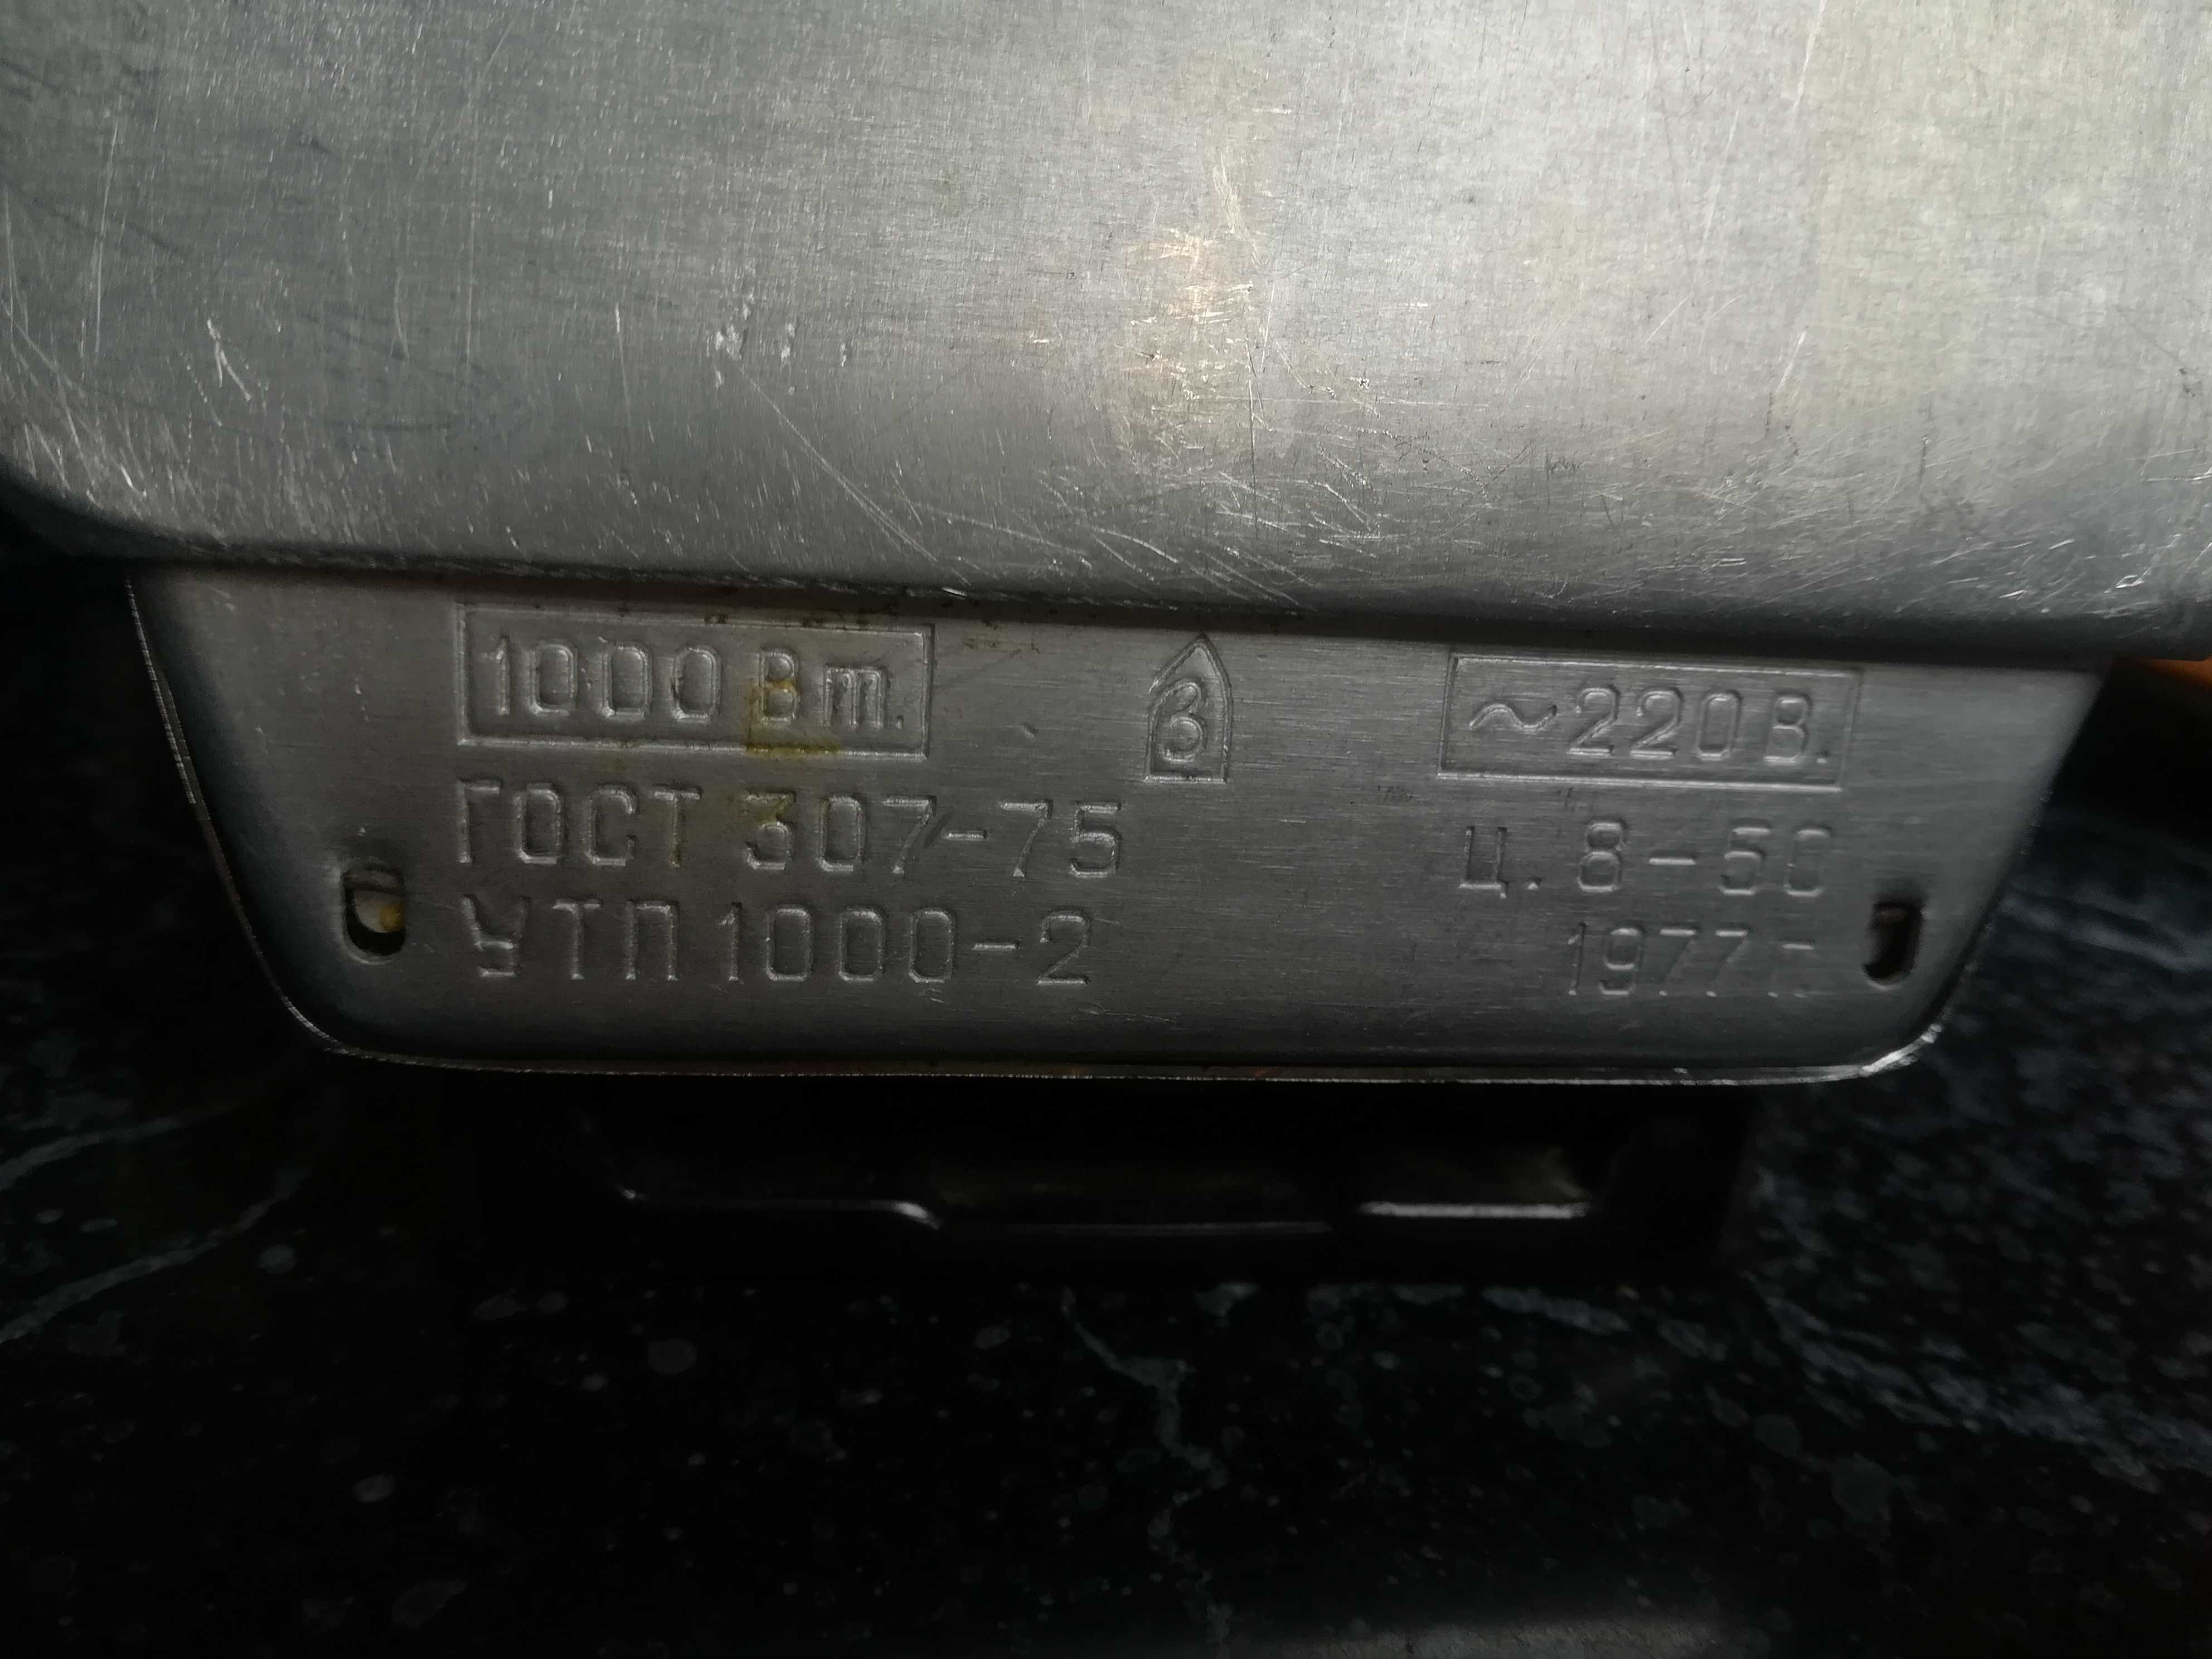 1000 Вт.
~220 В.
ГОСТ 307-75
Ц. 8-50
УТП 1000-2
1977 г.